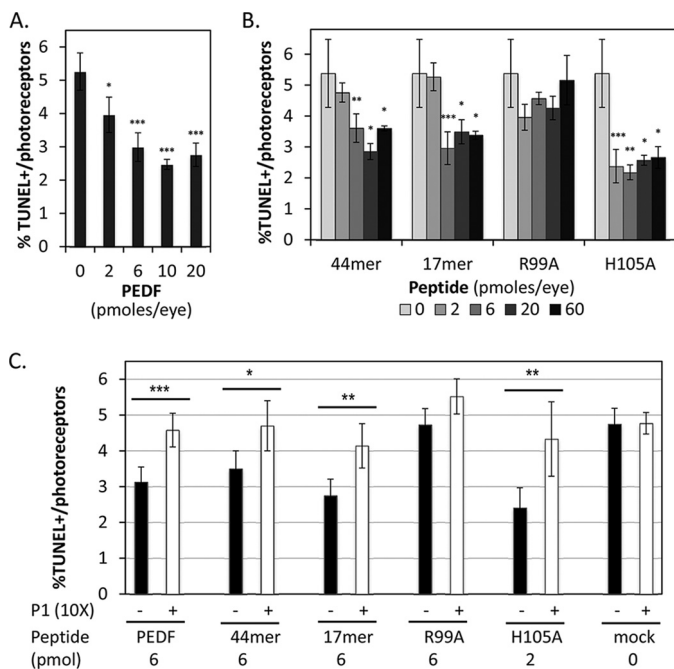 A.
% TUNEL+/photoreceptors
6
5
4
3
2
1
0
*
***
***
***
0 2 6 10 20
PEDF
(pmoles/eye)
B.
%TUNEL+/photoreceptors
7
6
5
4
3
2
1
0
** * *
*** * *
*** ** * *
44mer 17mer R99A H105A
Peptide (pmoles/eye)
0 2 6 20 60
C.
%TUNEL+/photoreceptors
6
5
4
3
2
1
0
*** * ** **
P1 (10X) - + - + - + - + - + - +
Peptide PEDF 44mer 17mer R99A H105A mock
(pmol) 6 6 6 6 2 0